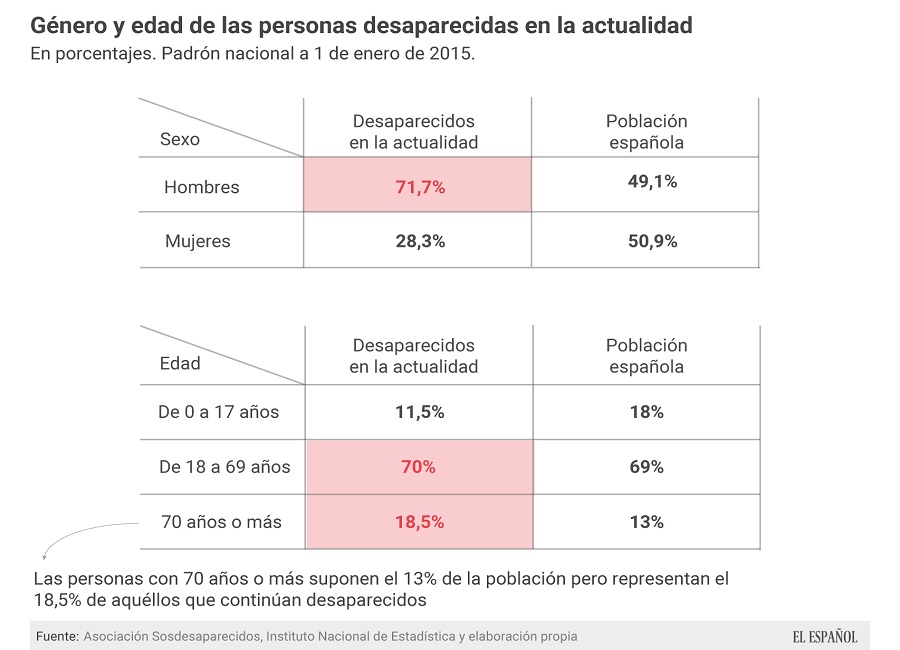 Género y edad de las personas desaparecidas en la actualidad
En porcentajes. Padrón nacional a 1 de enero de 2015.
Sexo
Desaparecidos
en la actualidad
Población
española
Hombres 71,7% 49,1%
Mujeres 28,3% 50,9%
Edad
Desaparecidos
en la actualidad
Población
española
De 0 a 17 años 11,5% 18%
De 18 a 69 años 70% 69%
70 años o más 18,5% 13%
Las personas con 70 años o más suponen el 13% de la población pero representan el
18,5% de aquéllos que continúan desaparecidos
Fuente: Asociación Sosdesaparecidos, Instituto Nacional de Estadística y elaboración propia EL ESPAÑOL